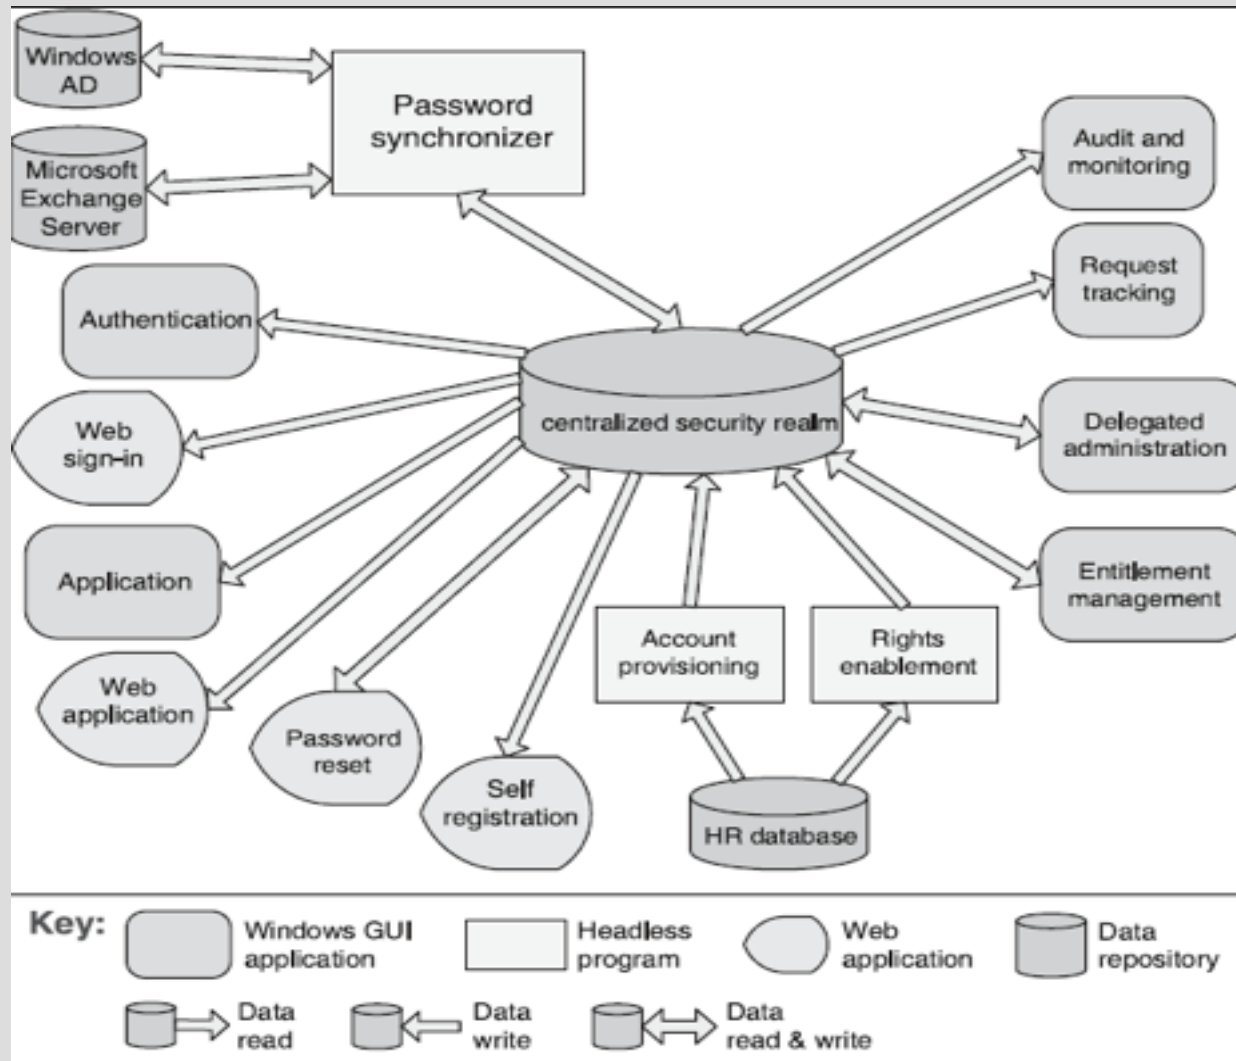 Windows
AD
Password
synchronizer
Microsoft
Exchange
Server
Audit and
monitoring
Request
tracking
Authentication
centralized security realm
Delegated
administration
Web
sign-in
Application
Entitlement
management
Account
provisioning
Rights
enablement
Web
application
Password
reset
Self
registration
HR database
Key:
Windows GUI
application
Headless
program
Web
application
Data
repository
Data
read
Data
write
Data
read & write